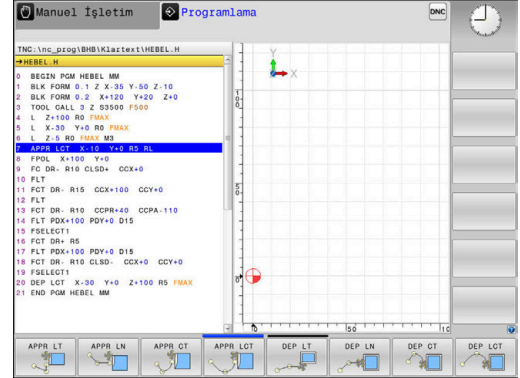 Manuel İşletim
Programlama
DNC
TNC:\nc_prog\BHB\Klartext\HEBEL.H
→HEBEL.H
0 BEGIN PGM HEBEL MM
1 BLK FORM 0.1 Z X-35 Y-50 Z-10
2 BLK FORM 0.2 X+120 Y+20 Z+0
3 TOOL CALL 3 Z S3500 F500
4 L Z+100 R0 FMAX
5 L X-30 Y+0 R0 FMAX
6 L Z-5 R0 FMAX M3
7 APPR LCT X-10 Y+0 R5 RL
8 FPOL X+100 Y+0
9 FC DR- R10 CLSD+ CCX+0
10 FLT
11 FCT DR- R15 CCX+100 CCY+0
12 FLT
13 FCT DR- R10 CCPR+40 CCPA-110
14 FLT PDX+100 PDY+0 D15
15 FSELECT1
16 FCT DR+ R5
17 FLT PDX+100 PDY+0 D15
18 FCT DR- R10 CLSD- CCX+0 CCY+0
19 FSELECT1
20 DEP LCT X-30 Y+0 Z+100 R5 FMAX
21 END PGM HEBEL MM
Y
X
100
50
0
0
50
10
APPR LT
APPR LN
APPR CT
APPR LCT
DEP LT
DEP LN
DEP CT
DEP LCT